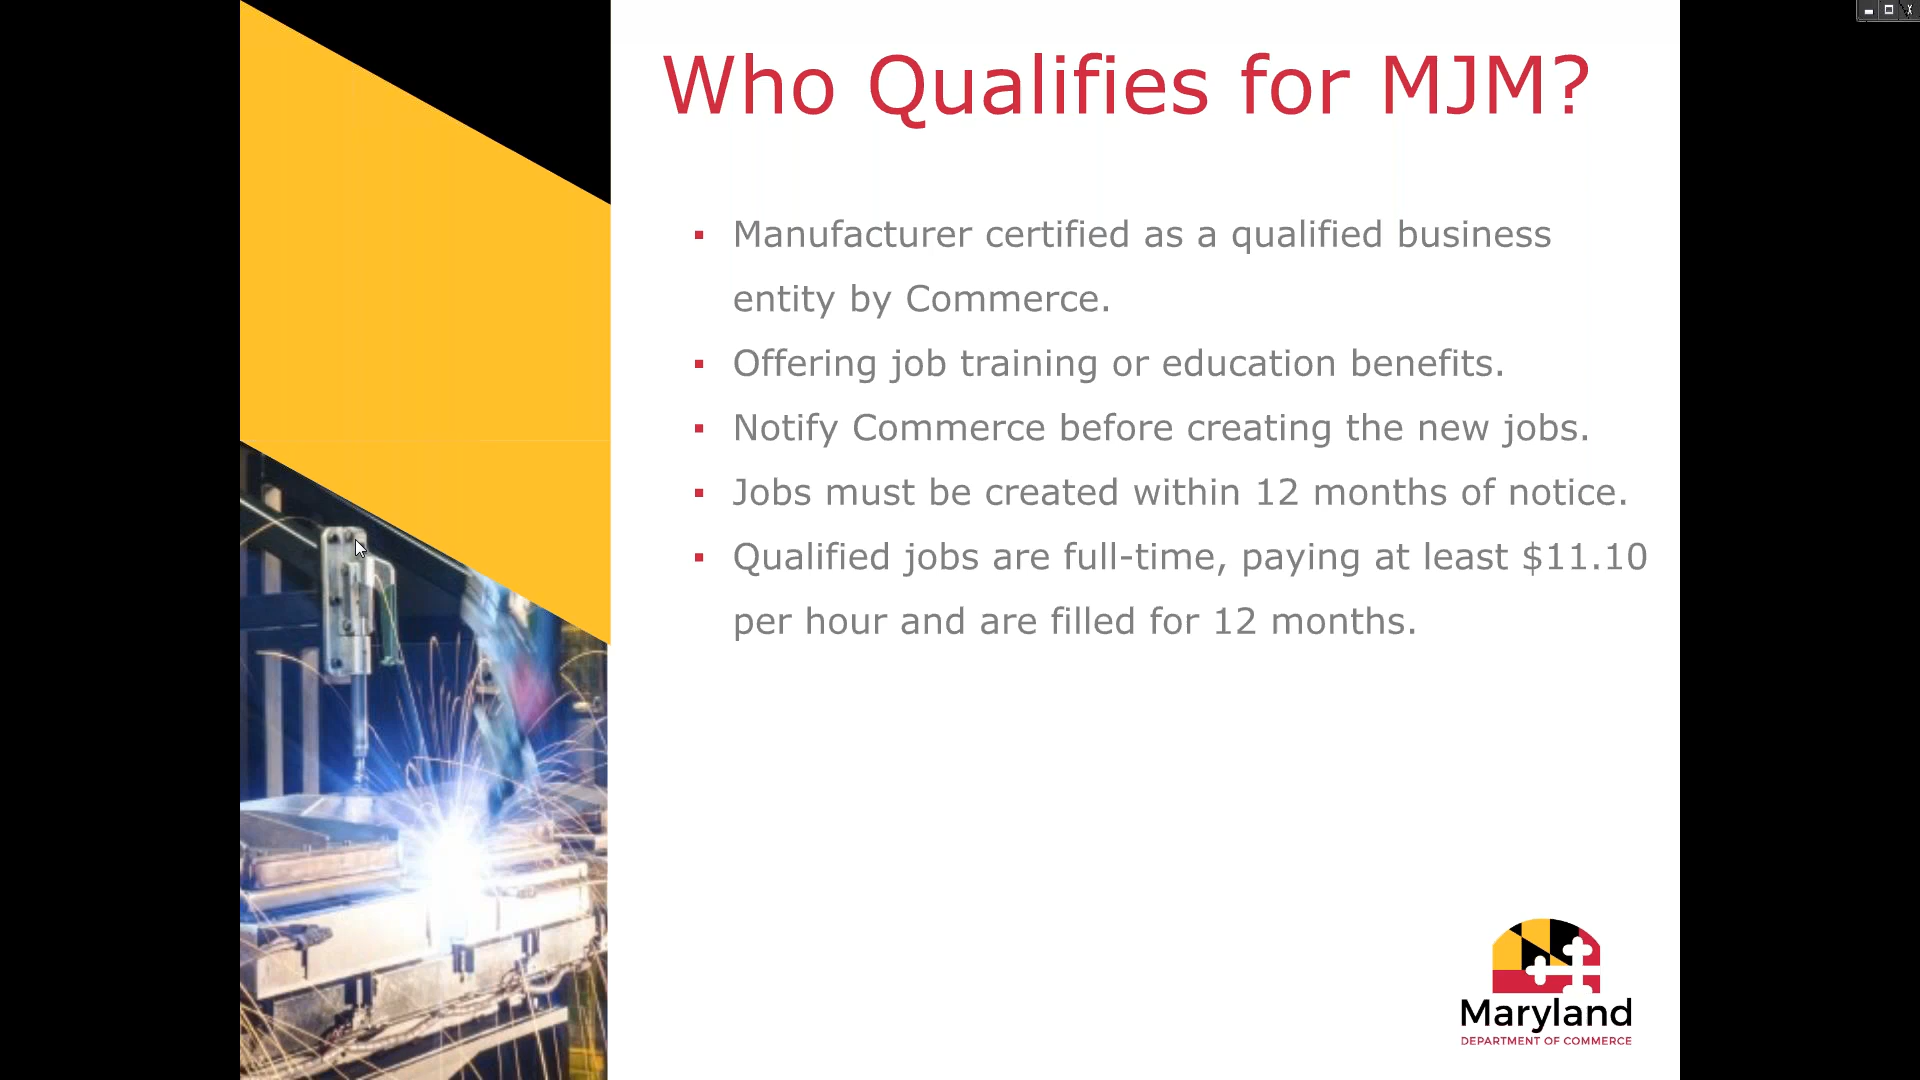 Who Qualifies for MJM?
▪ Manufacturer certified as a qualified business
entity by Commerce.
▪ Offering job training or education benefits.
▪ Notify Commerce before creating the new jobs.
▪ Jobs must be created within 12 months of notice.
▪ Qualified jobs are full-time, paying at least $11.10
per hour and are filled for 12 months.
Maryland
DEPARTMENT OF COMMERCE